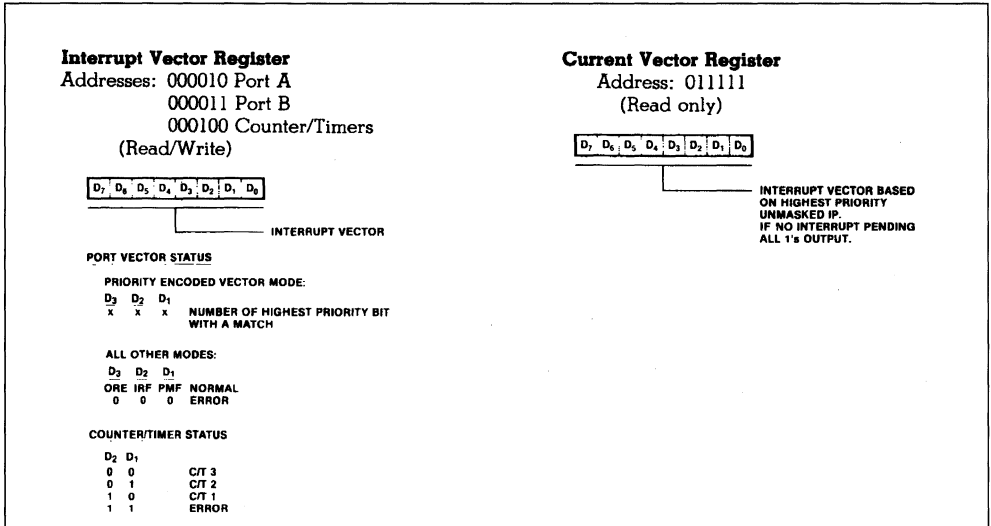 Interrupt Vector Register
Addresses: 000010 Port A
000011 Port B
000100 Counter/Timers
(Read/Write)
D7 D6 D5 D4 D3 D2 D1 D0
INTERRUPT VECTOR
PORT VECTOR STATUS
PRIORITY ENCODED VECTOR MODE:
D3 D2 D1
x x x NUMBER OF HIGHEST PRIORITY BIT
WITH A MATCH
ALL OTHER MODES:
D3 D2 D1
ORE IRF PMF NORMAL
0 0 0 ERROR
COUNTER/TIMER STATUS
D2 D1
0 0 C/T 3
0 1 C/T 2
1 0 C/T 1
1 1 ERROR
Current Vector Register
Address: 011111
(Read only)
D7 D6 D5 D4 D3 D2 D1 D0
INTERRUPT VECTOR BASED
ON HIGHEST PRIORITY
UNMASKED IP.
IF NO INTERRUPT PENDING
ALL 1's OUTPUT.